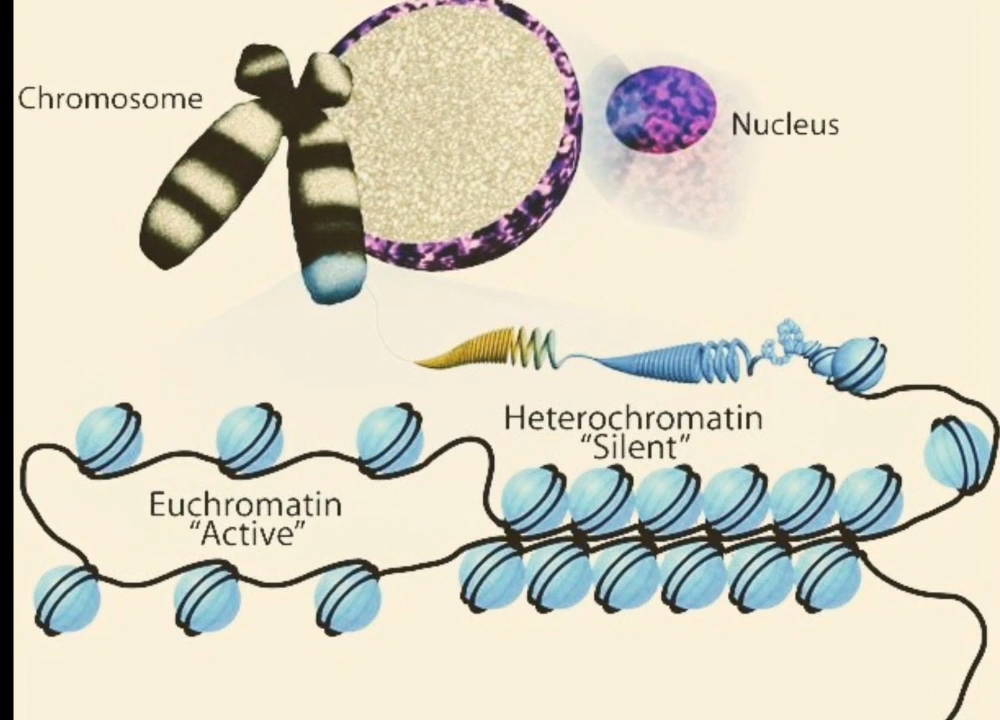 Chromosome
Nucleus
Heterochromatin
“Silent”
Euchromatin
“Active”